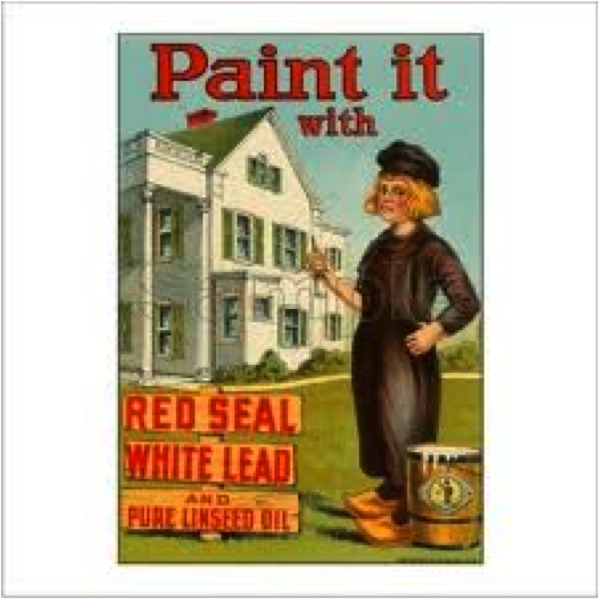 Paint it
with
RED SEAL
WHITE LEAD
AND
PURE LINSEED OIL